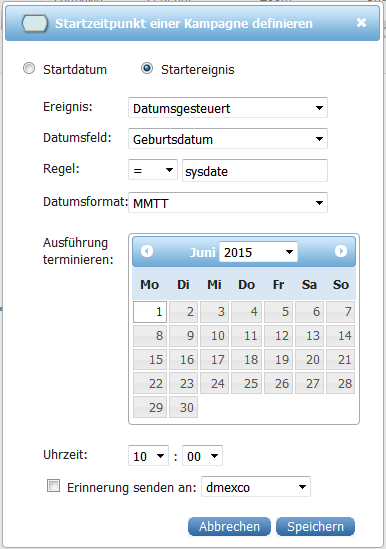 Startzeitpunkt einer Kampagne definieren
Startdatum Startereignis
Ereignis: Datumsgesteuert
Datumsfeld: Geburtsdatum
Regel: = sysdate
Datumsformat: MMTT
Ausführung terminieren:
Juni 2015
Mo Di Mi Do Fr Sa So
1 2 3 4 5 6 7
8 9 10 11 12 13 14
15 16 17 18 19 20 21
22 23 24 25 26 27 28
29 30
Uhrzeit: 10 : 00
Erinnerung senden an: dmexco
Abbrechen Speichern